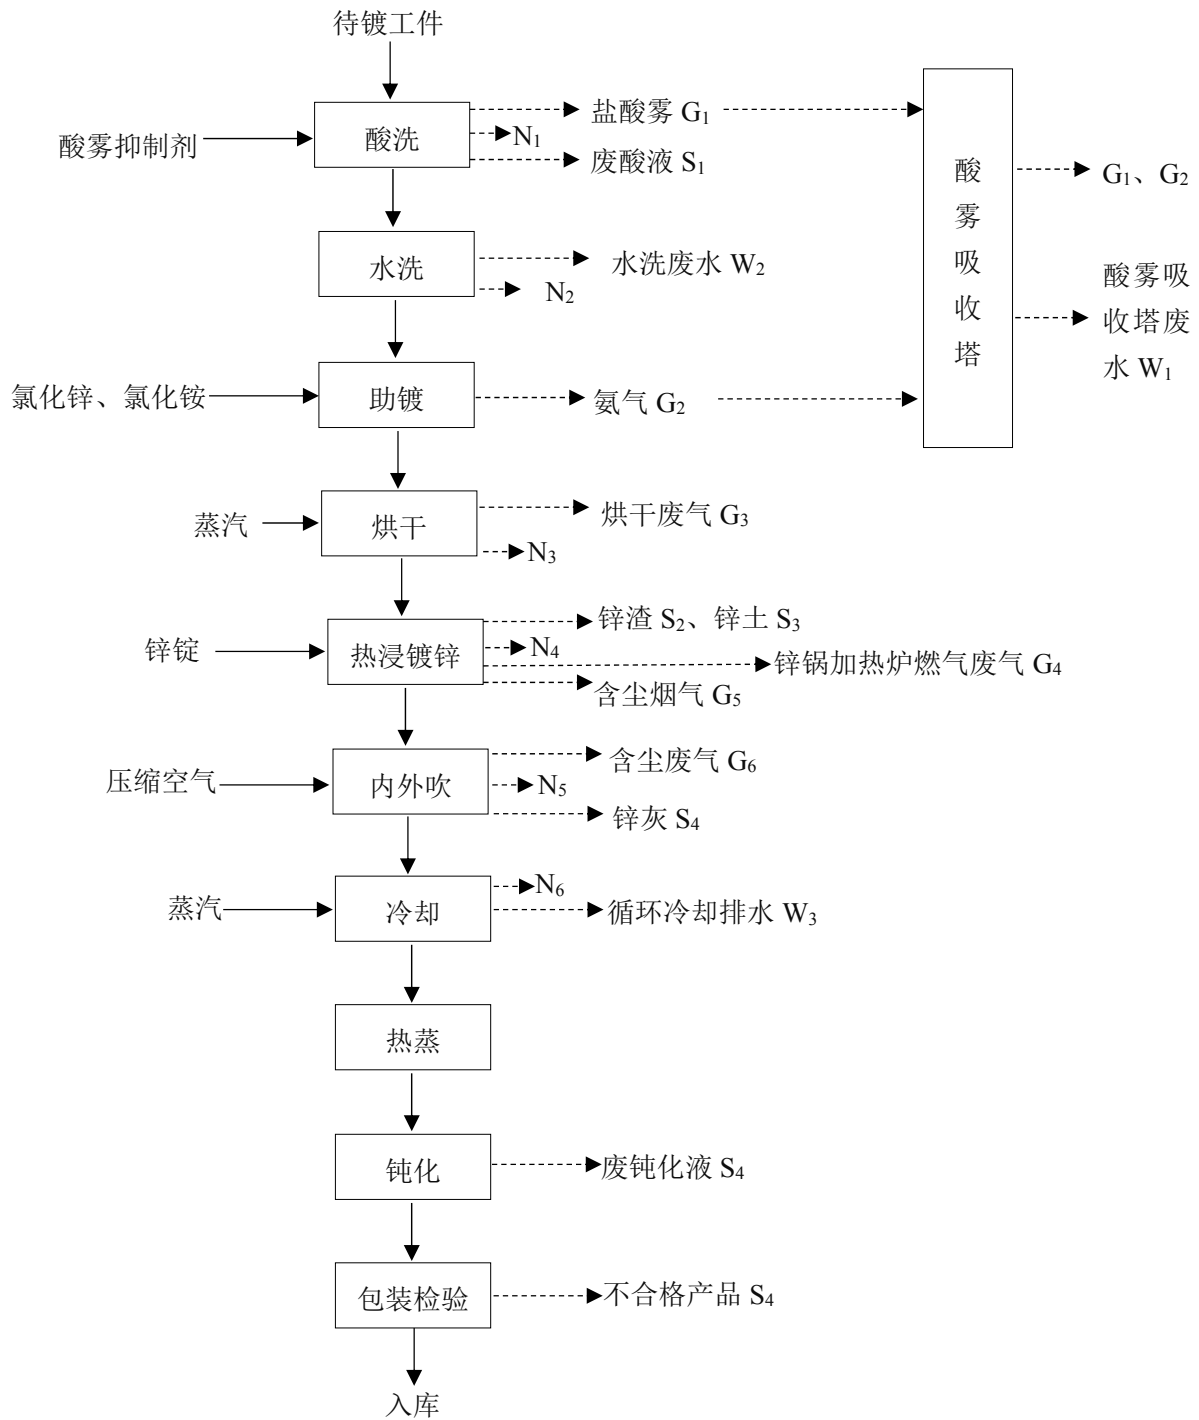 待镀工件
酸雾抑制剂
酸洗
盐酸雾 G₁
N₁
废酸液 S₁
水洗
水洗废水 W₂
N₂
氯化锌、氯化铵
助镀
氨气 G₂
酸雾吸收塔
G₁、G₂
酸雾吸
收塔废
水 W₁
蒸汽
烘干
烘干废气 G₃
N₃
锌锭
热浸镀锌
锌渣 S₂、锌土 S₃
N₄
锌锅加热炉燃气废气 G₄
含尘烟气 G₅
压缩空气
内外吹
含尘废气 G₆
N₅
锌灰 S₄
蒸汽
冷却
N₆
循环冷却排水 W₃
热蒸
钝化
废钝化液 S₄
包装检验
不合格产品 S₄
入库